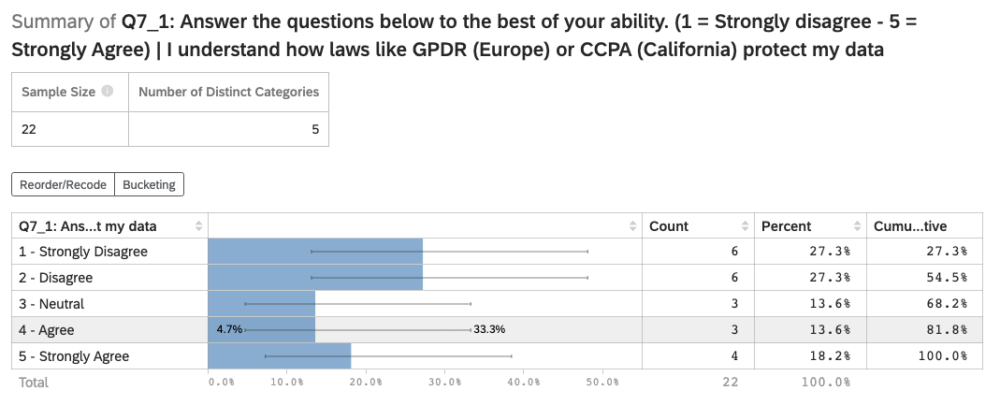 Summary of Q7_1: Answer the questions below to the best of your ability. (1 = Strongly disagree - 5 =
Strongly Agree) | I understand how laws like GPDR (Europe) or CCPA (California) protect my data
Sample Size Number of Distinct Categories
22 5
Reorder/Recode Bucketing
Q7_1: Ans...t my data Count Percent Cumu...tive
1 - Strongly Disagree 6 27.3% 27.3%
2 - Disagree 6 27.3% 54.5%
3 - Neutral 3 13.6% 68.2%
4 - Agree 4.7% 33.3% 3 13.6% 81.8%
5 - Strongly Agree 4 18.2% 100.0%
Total 0.0% 10.0% 20.0% 30.0% 40.0% 50.0% 22 100.0%